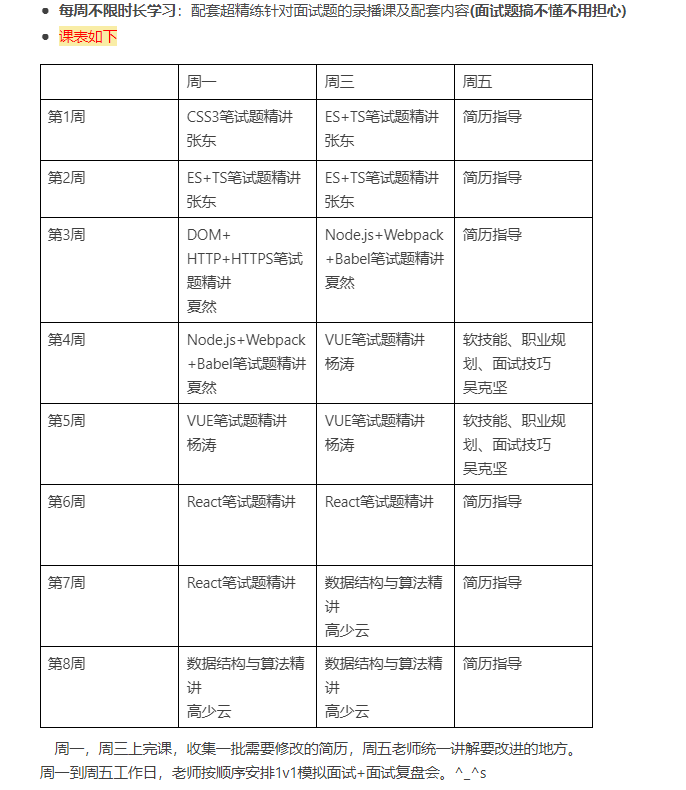 每周不限时长学习：配套超精练针对面试题的录播课及配套内容(面试题搞不懂不用担心)
课表如下
周一 周三 周五
第1周 CSS3笔试题精讲 ES+TS笔试题精讲 简历指导
张东 张东
第2周 ES+TS笔试题精讲 ES+TS笔试题精讲 简历指导
张东 张东
第3周 DOM+ Node.js+Webpack 简历指导
HTTP+HTTPS笔试 +Babel笔试题精讲
题精讲 夏然
夏然
第4周 Node.js+Webpack VUE笔试题精讲 软技能、职业规
+Babel笔试题精讲 杨涛 划、面试技巧
夏然 吴克坚
第5周 VUE笔试题精讲 VUE笔试题精讲 软技能、职业规
杨涛 杨涛 划、面试技巧
吴克坚
第6周 React笔试题精讲 React笔试题精讲 简历指导
第7周 React笔试题精讲 数据结构与算法精 简历指导
讲
高少云
第8周 数据结构与算法精 数据结构与算法精 简历指导
讲 讲
高少云 高少云
周一，周三上完课，收集一批需要修改的简历，周五老师统一讲解要改进的地方。
周一到周五工作日，老师按顺序安排1v1模拟面试+面试复盘会。^_^s